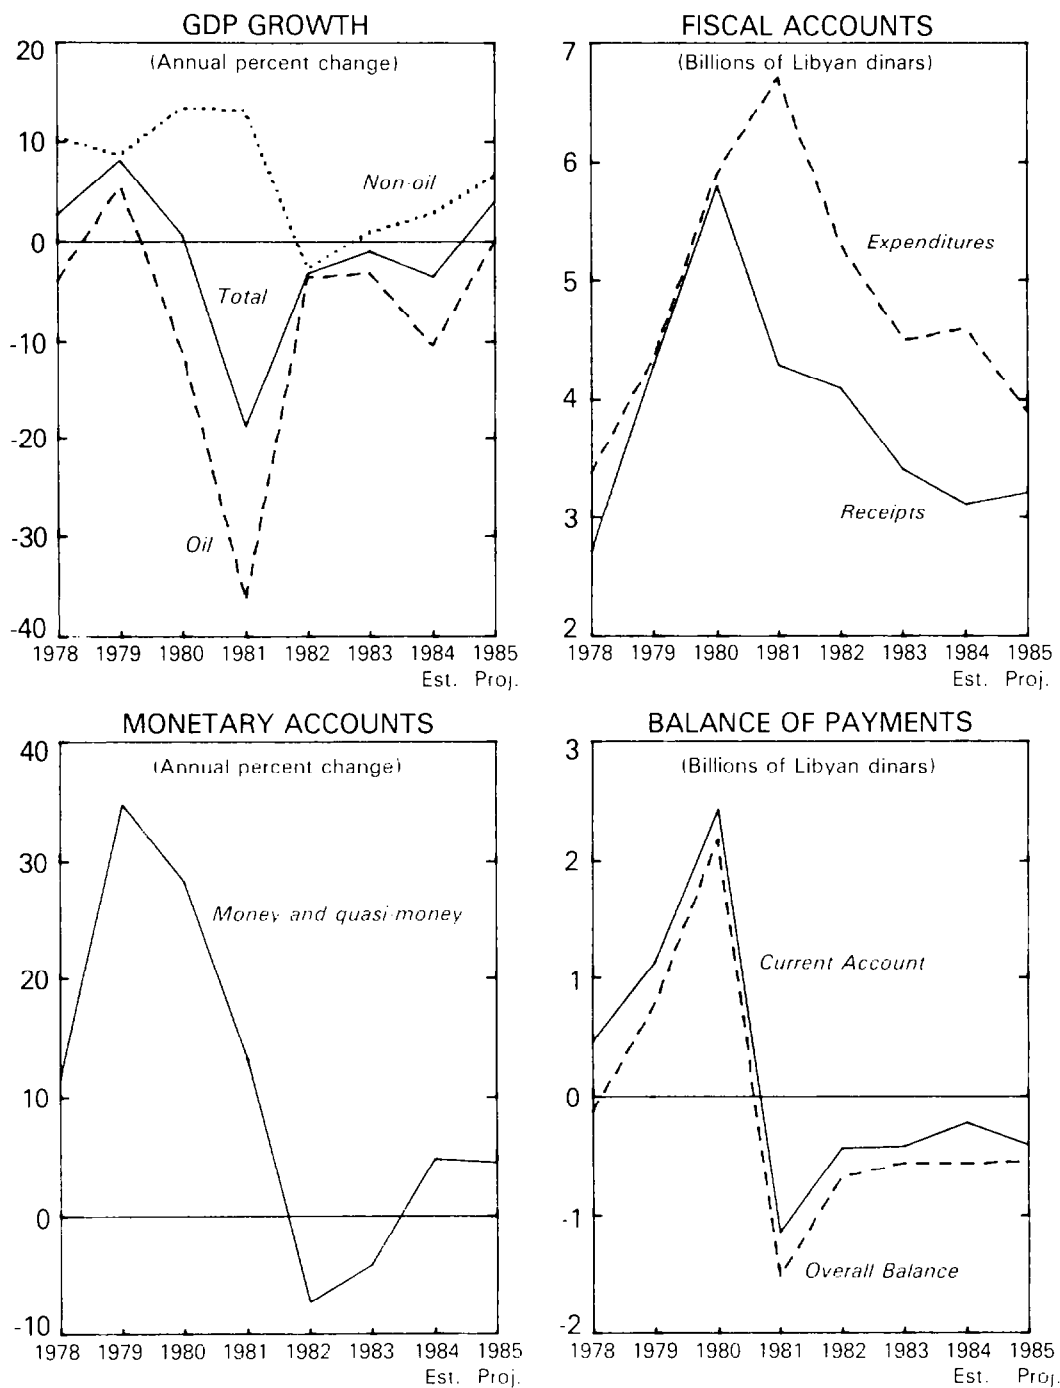 GDP GROWTH
(Annual percent change)
20
10
0
-10
-20
-30
-40
Non-oil
Total
Oil
1978 1979 1980 1981 1982 1983 1984 1985
Est. Proj.
FISCAL ACCOUNTS
(Billions of Libyan dinars)
7
6
5
4
3
2
Expenditures
Receipts
1978 1979 1980 1981 1982 1983 1984 1985
Est. Proj.
MONETARY ACCOUNTS
(Annual percent change)
40
30
20
10
0
-10
Money and quasi-money
1978 1979 1980 1981 1982 1983 1984 1985
Est. Proj.
BALANCE OF PAYMENTS
(Billions of Libyan dinars)
3
2
1
0
-1
-2
Current Account
Overall Balance
1978 1979 1980 1981 1982 1983 1984 1985
Est. Proj.